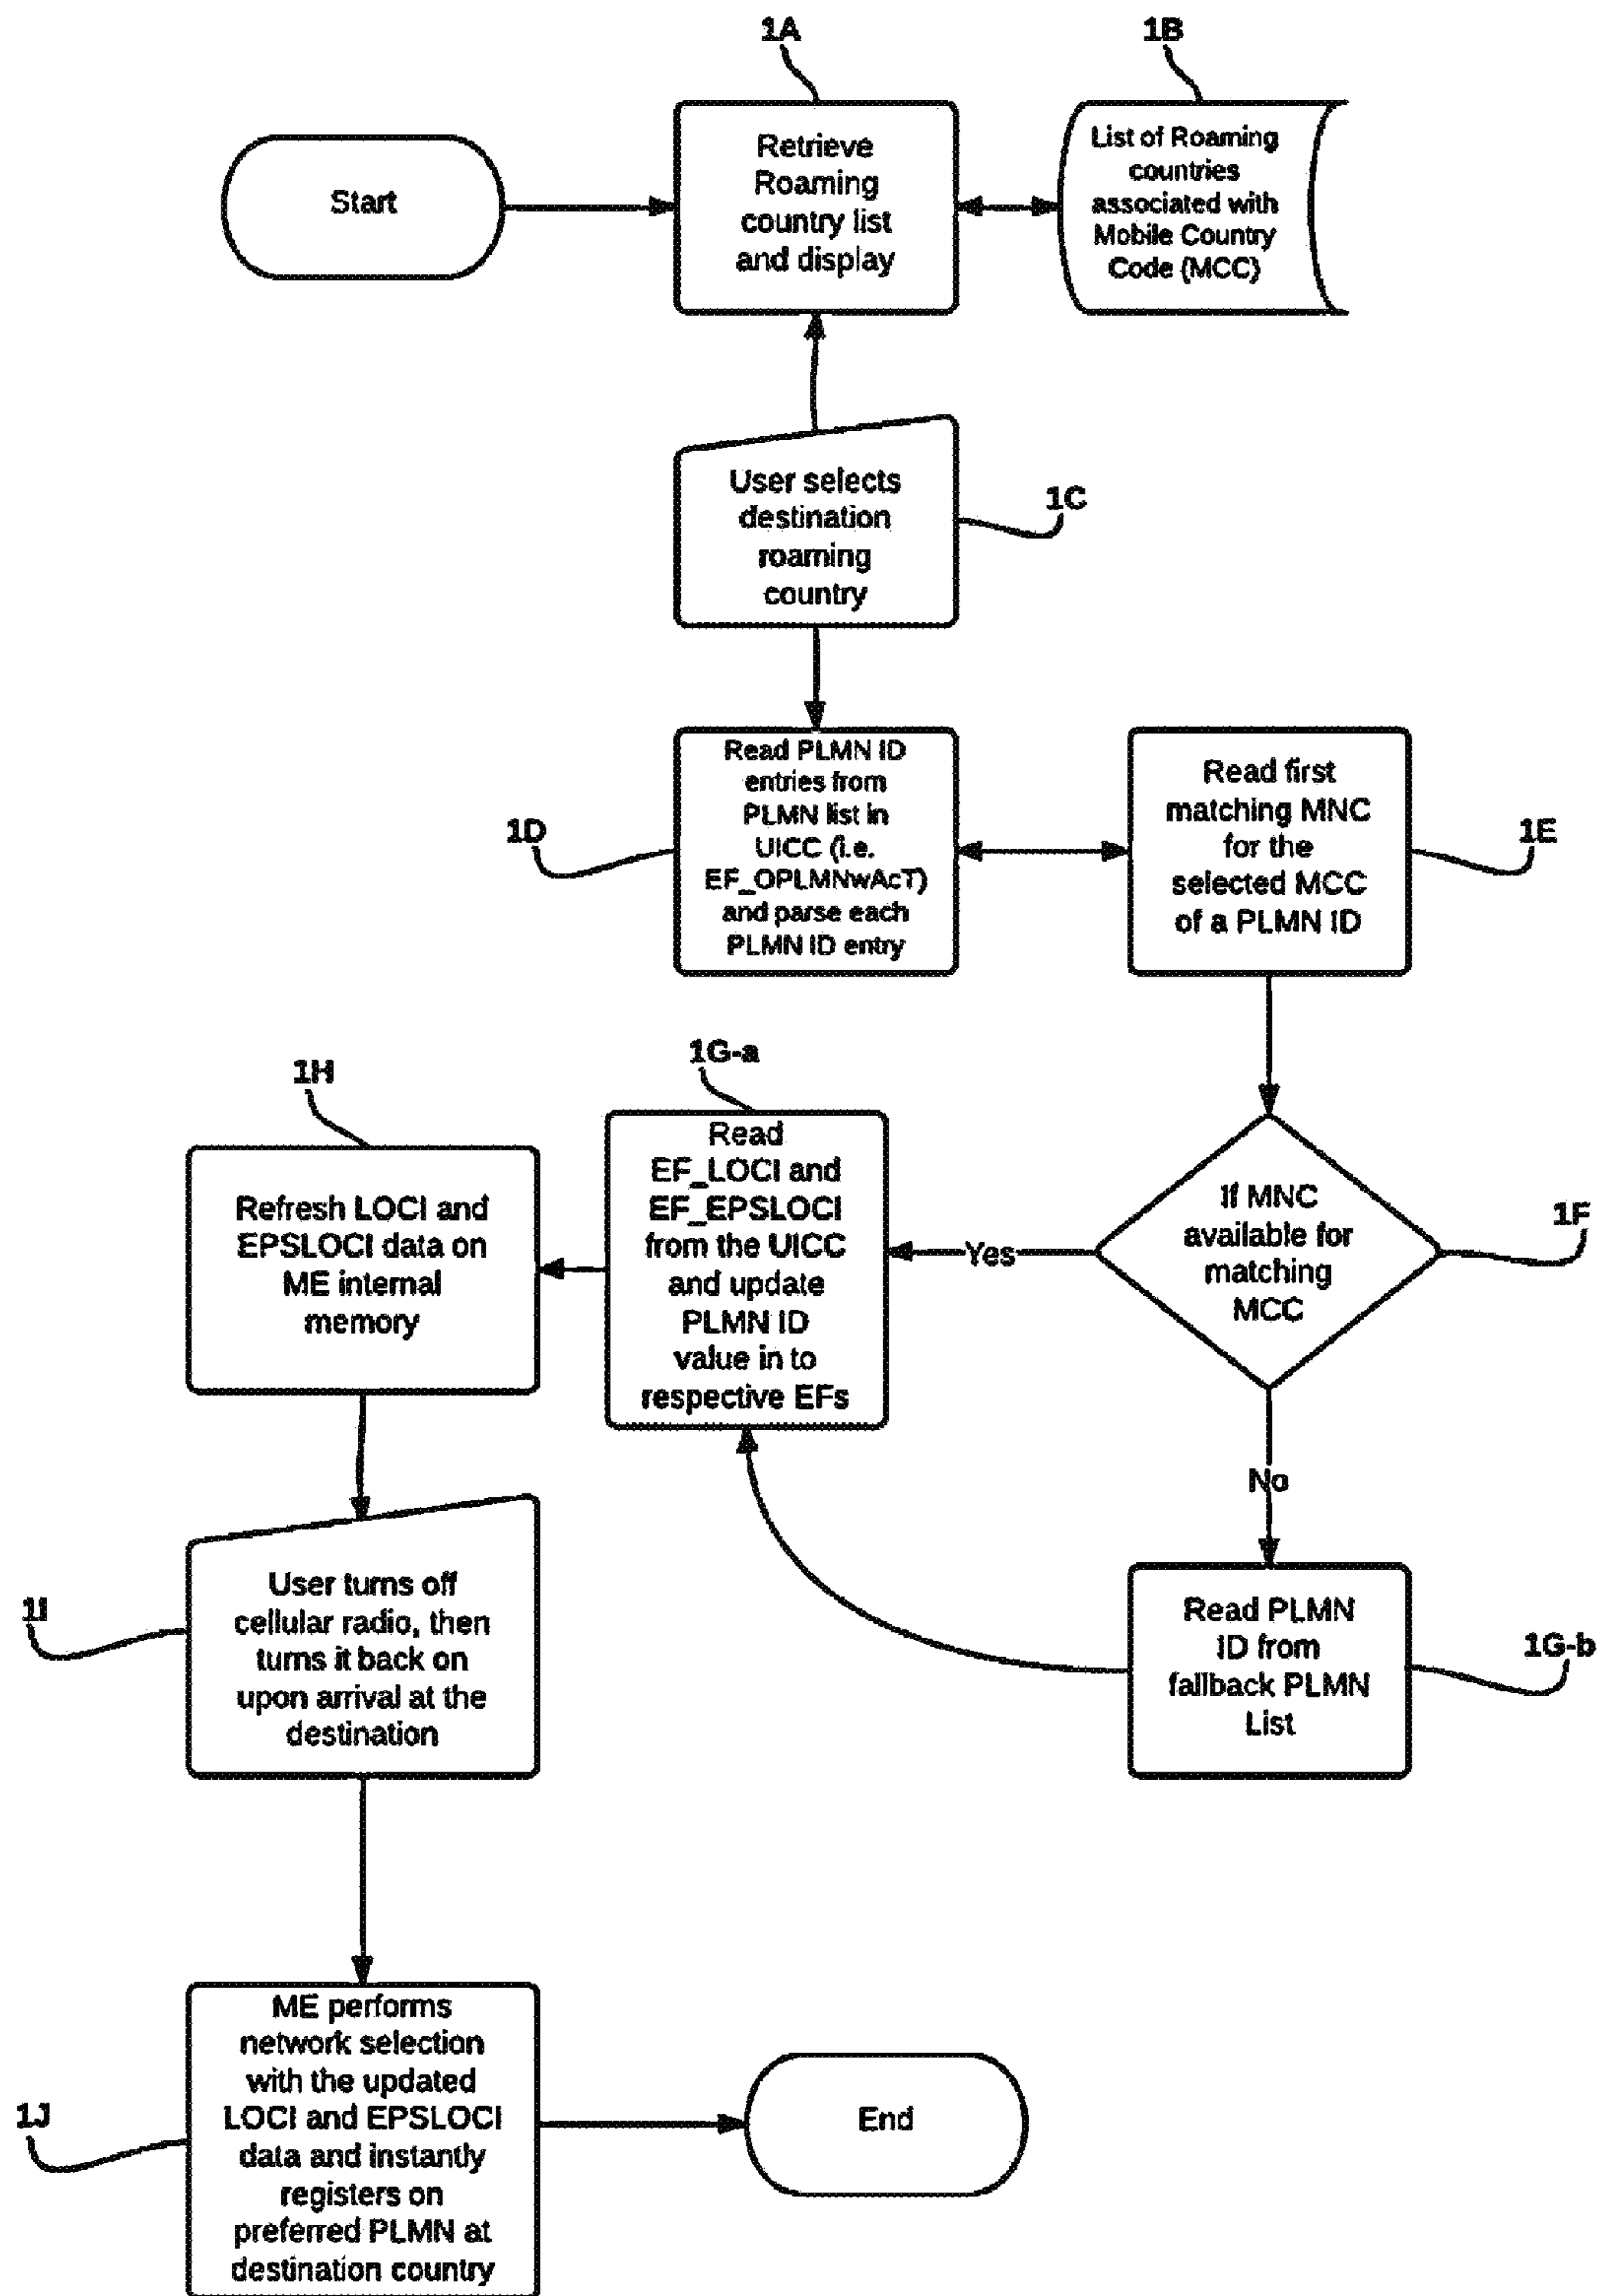 1A
1B
Start
Retrieve
Roaming
country list
and display
List of Roaming
countries
associated with
Mobile Country
Code (MCC)
User selects
destination
roaming
country
1C
Read PLMN ID
entries from
PLMN list in
UICC (i.e.
EF_OPLMNwAcT)
and parse each
PLMN ID entry
1D
Read first
matching MNC
for the
selected MCC
of a PLMN ID
1E
1H
1G-a
Refresh LOCI and
EPSLOCI data on
ME internal
memory
Read
EF_LOCI and
EF_EPSLOCI
from the UICC
and update
PLMN ID
value in to
respective EFs
Yes
If MNC
available for
matching
MCC
1F
No
1I
User turns off
cellular radio, then
turns it back on
upon arrival at the
destination
Read PLMN
ID from
fallback PLMN
List
1G-b
1J
ME performs
network selection
with the updated
LOCI and EPSLOCI
data and instantly
registers on
preferred PLMN at
destination country
End